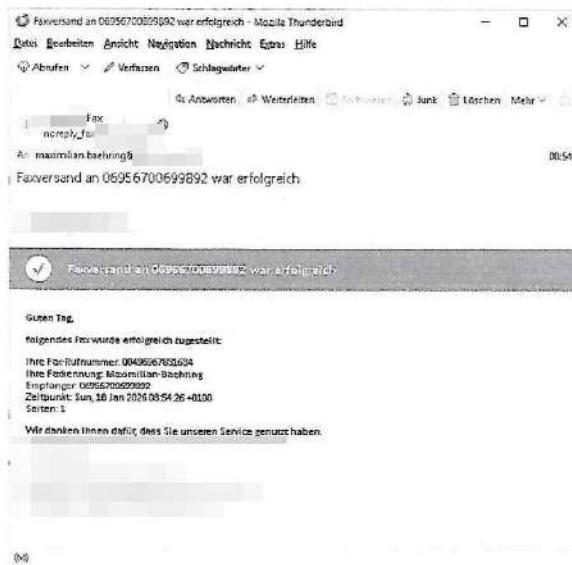 Faxversand an 06956700699892 war erfolgreich - Mozilla Thunderbird
Datei Bearbeiten Ansicht Navigation Nachricht Extras Hilfe
Abrufen Verfassen Schlagwörter
Antworten Weiterleiten Archivieren Junk Löschen Mehr
Fax
noreply_fax
An maximilian.baehring@
08:54
Faxversand an 06956700699892 war erfolgreich
Faxversand an 06956700699892 war erfolgreich
Guten Tag,
folgendes Fax wurde erfolgreich zugestellt:
Ihre Fax-Rufnummer: 00496967831634
Ihre Faxkennung: Maximilian-Baehring
Empfänger: 06956700699892
Zeitpunkt: Sun, 18 Jan 2026 08:54:26 +0100
Seiten: 1
Wir danken Ihnen dafür, dass Sie unseren Service genutzt haben.